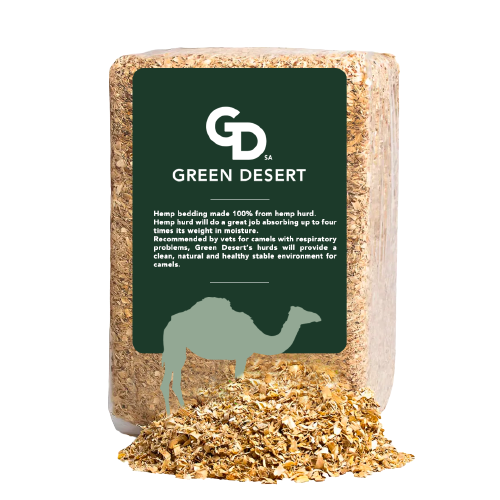 GD
SA
GREEN DESERT
Hemp bedding made 100% from hemp hurd.
Hemp hurd will do a great job absorbing up to four
times its weight in moisture.
Recommended by vets for camels with respiratory
problems, Green Desert's hurds will provide a
clean, natural and healthy stable environment for
camels.